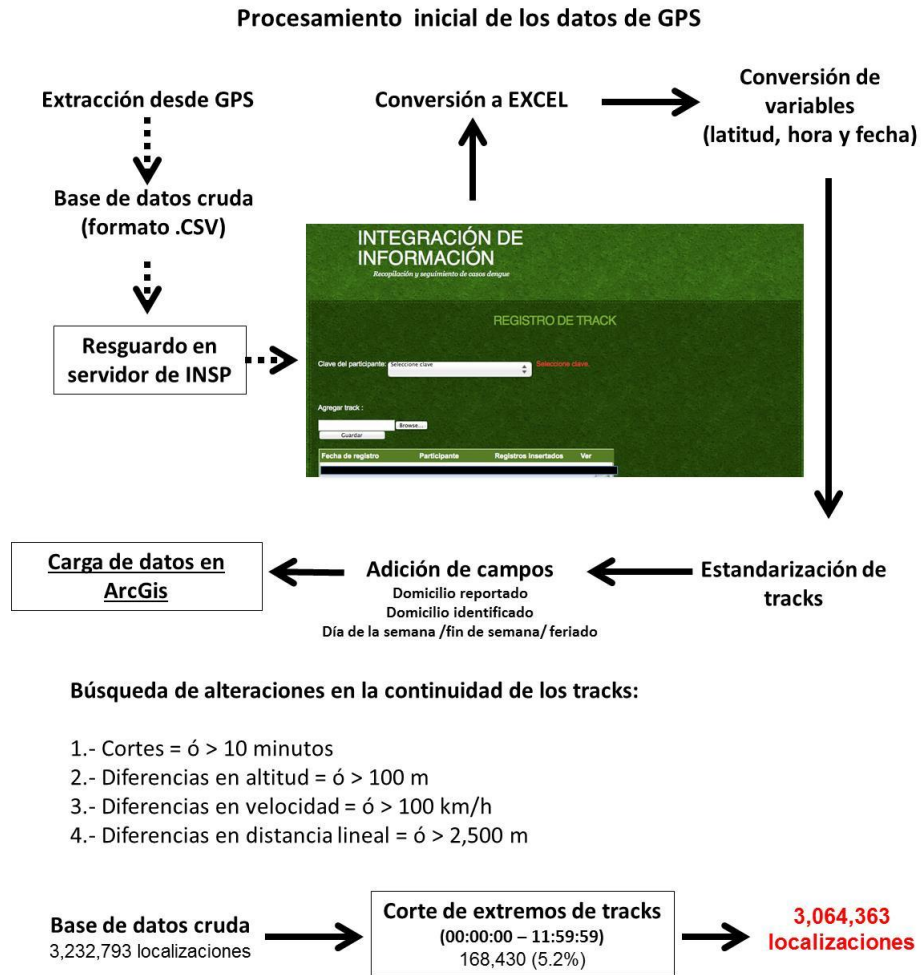 Procesamiento inicial de los datos de GPS
Extracción desde GPS
Base de datos cruda
(formato .CSV)
Resguardo en
servidor de INSP
Conversión a EXCEL
Conversión de
variables
(latitud, hora y fecha)
INTEGRACIÓN DE
INFORMACIÓN
Recopilación y seguimiento de casos dengue
REGISTRO DE TRACK
Clave del participante: Seleccione clave Seleccione clave.
Agregar track :
Browse...
Guardar
Fecha de registro Participante Registros Insertados Ver
Estandarización de
tracks
Adición de campos
Domicilio reportado
Domicilio identificado
Día de la semana /fin de semana/ feriado
Carga de datos en
ArcGis
Búsqueda de alteraciones en la continuidad de los tracks:
1.- Cortes = ó > 10 minutos
2.- Diferencias en altitud = ó > 100 m
3.- Diferencias en velocidad = ó > 100 km/h
4.- Diferencias en distancia lineal = ó > 2,500 m
Base de datos cruda
3,232,793 localizaciones
Corte de extremos de tracks
(00:00:00 – 11:59:59)
168,430 (5.2%)
3,064,363
localizaciones